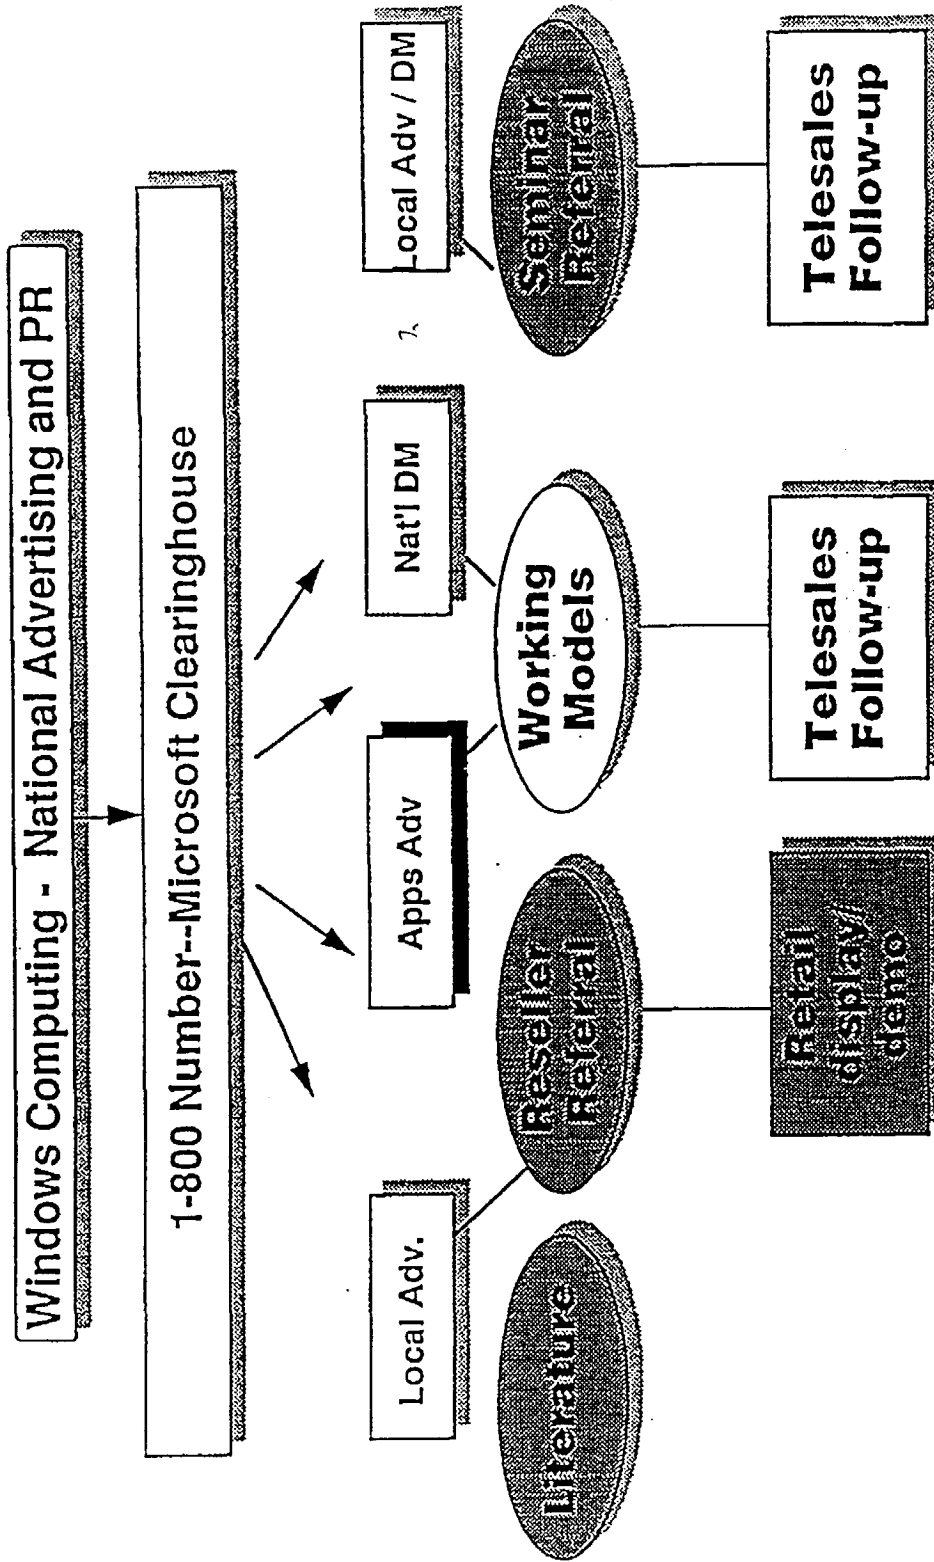 Windows Computing - National Advertising and PR
1-800 Number--Microsoft Clearinghouse
Local Adv.
Apps Adv
Nat'l DM
Local Adv / DM
Literature
Reseller
Referral
Working
Models
Seminar
Referral
Retail
display/
demo
Telesales
Follow-up
Telesales
Follow-up